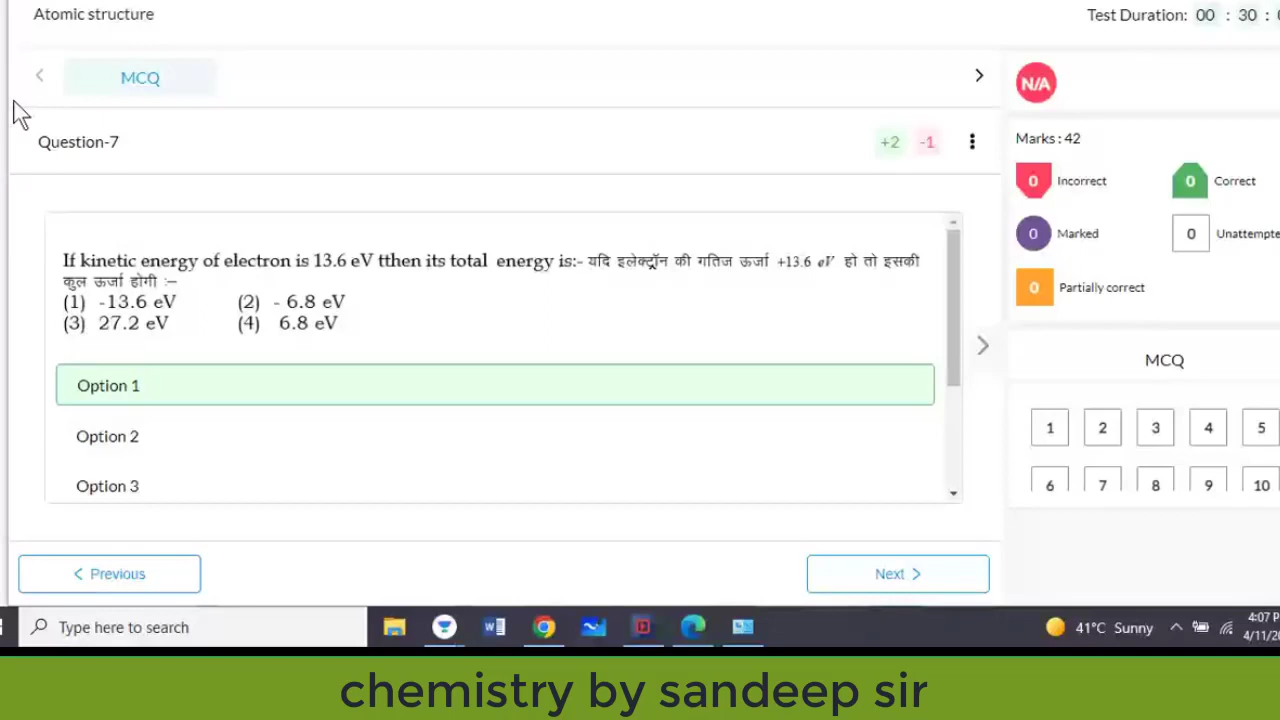 Atomic structure
Test Duration: 00 : 30 :
MCQ
N/A
Question-7
+2 -1
Marks : 42
0 Incorrect
0 Correct
0 Marked
0 Unattempte
0 Partially correct
If kinetic energy of electron is 13.6 eV tthen its total energy is:- यदि इलेक्ट्रॉन की गतिज ऊर्जा +13.6 eV हो तो इसकी
कुल ऊर्जा होगी :–
(1) -13.6 eV (2) - 6.8 eV
(3) 27.2 eV (4) 6.8 eV
Option 1
Option 2
Option 3
MCQ
1 2 3 4 5
6 7 8 9 10
< Previous
Next >
Type here to search
41°C Sunny
4:07 P
4/11/20
chemistry by sandeep sir